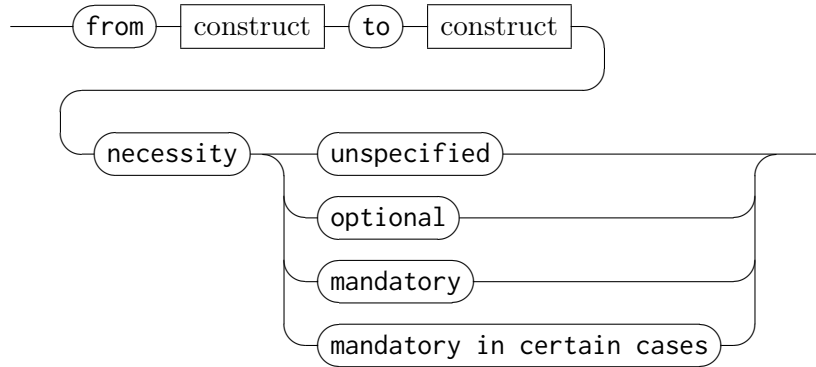 from construct to construct
necessity unspecified
optional
mandatory
mandatory in certain cases